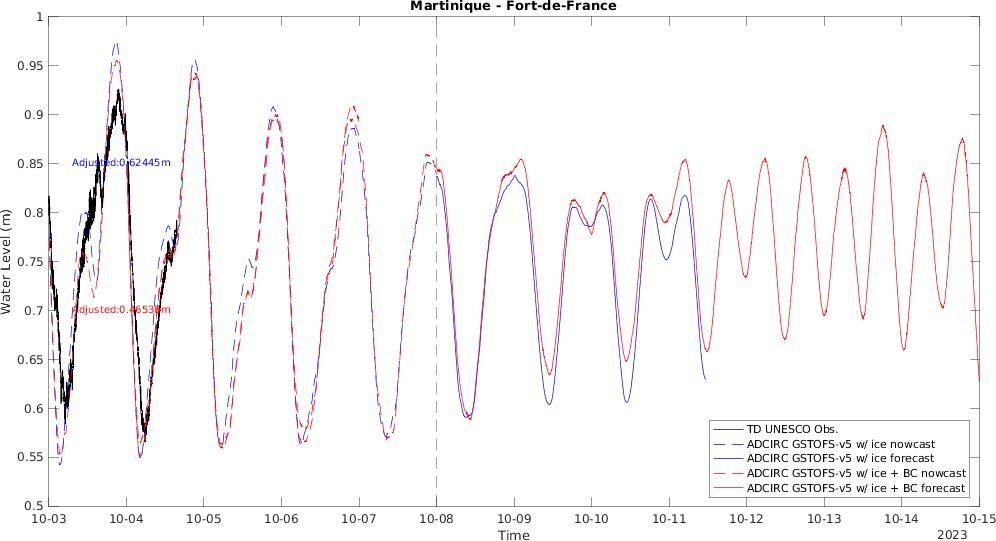 Martinique - Fort-de-France
1
0.95
0.9
0.85
0.8
0.75
0.7
0.65
0.6
0.55
0.5
Water Level (m)
Adjusted:0.62445m
Adjusted:0.46534m
TD UNESCO Obs.
ADCIRC GSTOFS-v5 w/ ice nowcast
ADCIRC GSTOFS-v5 w/ ice forecast
ADCIRC GSTOFS-v5 w/ ice + BC nowcast
ADCIRC GSTOFS-v5 w/ ice + BC forecast
10-03 10-04 10-05 10-06 10-07 10-08 10-09 10-10 10-11 10-12 10-13 10-14 10-15
Time
2023